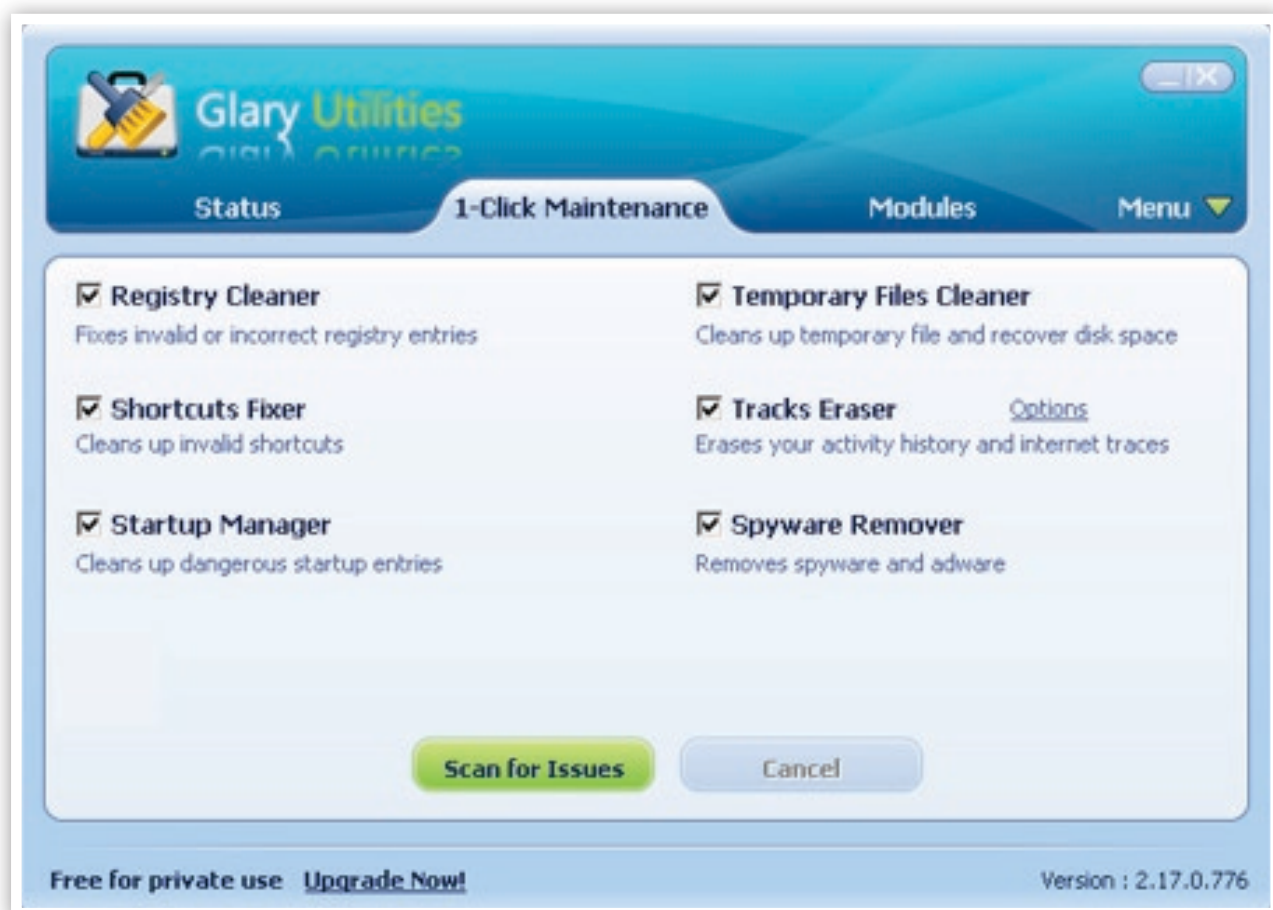 Glary Utilities
Status 1-Click Maintenance Modules Menu
Registry Cleaner
Fixes invalid or incorrect registry entries
Temporary Files Cleaner
Cleans up temporary file and recover disk space
Shortcuts Fixer
Cleans up invalid shortcuts
Tracks Eraser Options
Erases your activity history and internet traces
Startup Manager
Cleans up dangerous startup entries
Spyware Remover
Removes spyware and adware
Scan for Issues Cancel
Free for private use Upgrade Now! Version : 2.17.0.776